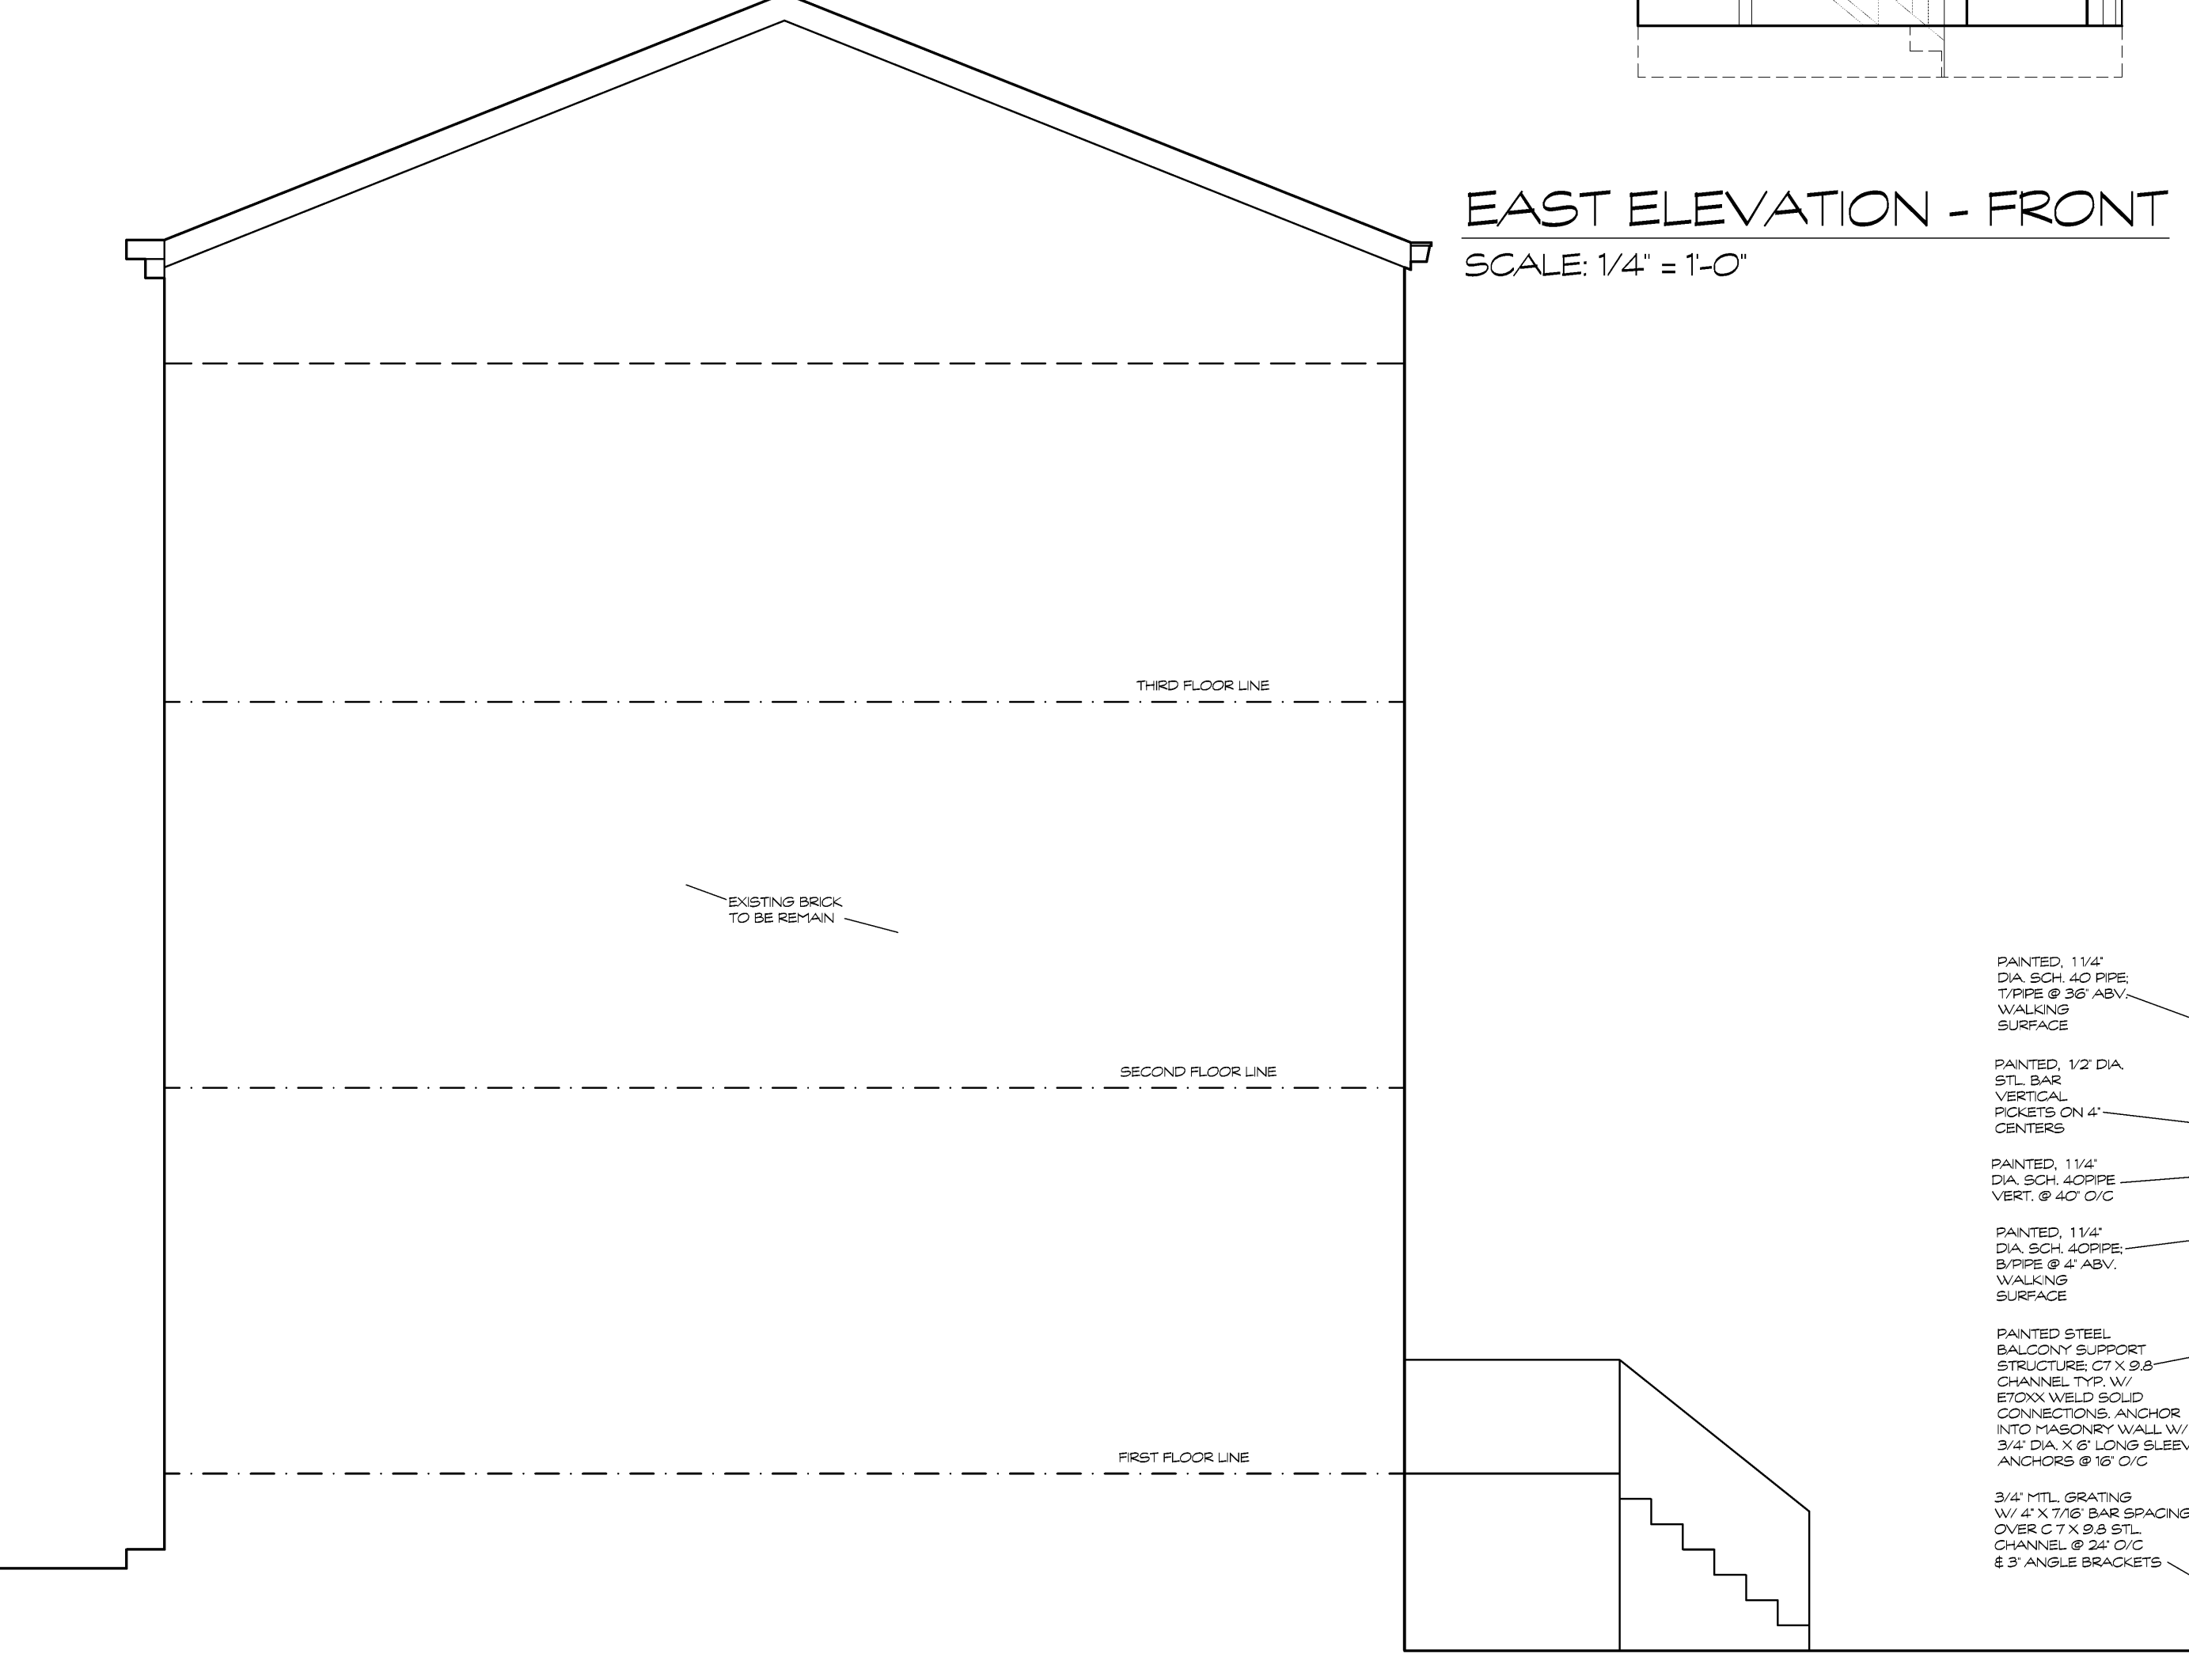 EAST ELEVATION - FRONT
SCALE: 1/4" = 1'-0"
THIRD FLOOR LINE
EXISTING BRICK
TO BE REMAIN
SECOND FLOOR LINE
FIRST FLOOR LINE
PAINTED, 1 1/4"
DIA. SCH. 40 PIPE;
T/PIPE @ 36" ABV.
WALKING
SURFACE
PAINTED, 1/2" DIA.
STL. BAR
VERTICAL
PICKETS ON 4"
CENTERS
PAINTED, 1 1/4"
DIA. SCH. 40PIPE
VERT. @ 40" O/C
PAINTED, 1 1/4"
DIA. SCH. 40PIPE;
B/PIPE @ 4" ABV.
WALKING
SURFACE
PAINTED STEEL
BALCONY SUPPORT
STRUCTURE; C7 X 9.8
CHANNEL TYP. W/
E70XX WELD SOLID
CONNECTIONS. ANCHOR
INTO MASONRY WALL W/
3/4" DIA. X 6" LONG SLEEV
ANCHORS @ 16" O/C
3/4" MTL. GRATING
W/ 4" X 7/16" BAR SPACING
OVER C 7 X 9.8 STL.
CHANNEL @ 24" O/C
& 3" ANGLE BRACKETS